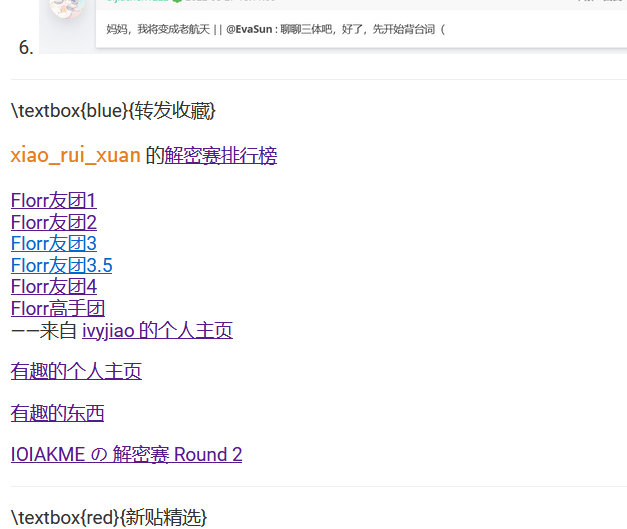 6.
妈妈，我将变成老航天 || @EvaSun : 聊聊三体吧，好了，先开始背台词（
\textbox{blue}{转发收藏}
xiao_rui_xuan 的解密赛排行榜
Florr友团1
Florr友团2
Florr友团3
Florr友团3.5
Florr友团4
Florr高手团
——来自 ivyjiao 的个人主页
有趣的个人主页
有趣的东西
IOIAKME の 解密赛 Round 2
\textbox{red}{新贴精选}